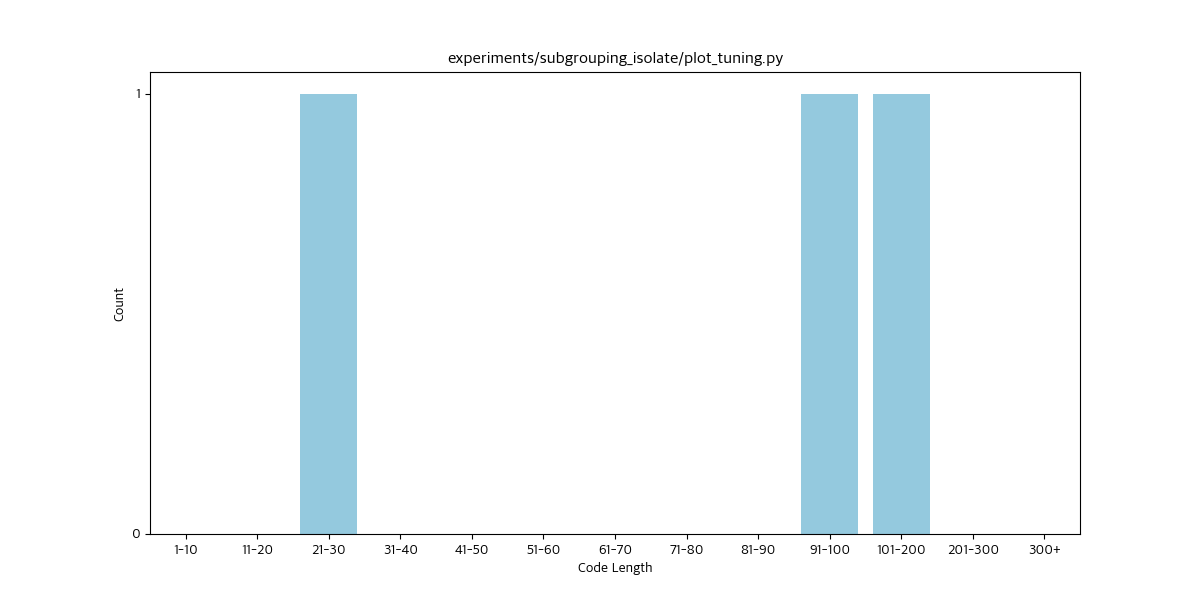 experiments/subgrouping_isolate/plot_tuning.py
1
Count
0
1-10 11-20 21-30 31-40 41-50 51-60 61-70 71-80 81-90 91-100 101-200 201-300 300+
Code Length